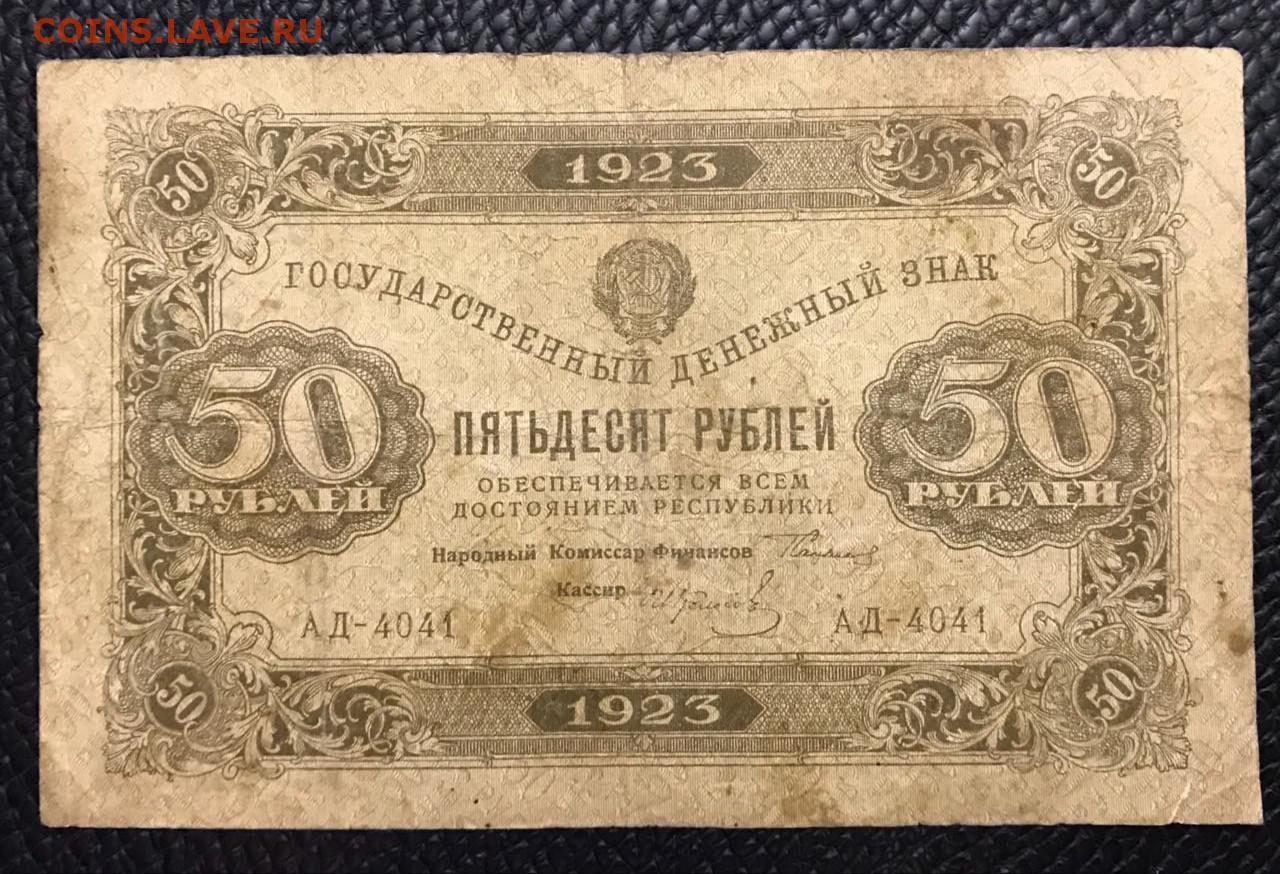 COINS.LAVE.RU
50 1923 50
ГОСУДАРСТВЕННЫЙ ДЕНЕЖНЫЙ ЗНАК
50 РУБЛЕЙ
50 РУБЛЕЙ
ПЯТЬДЕСЯТ РУБЛЕЙ
ОБЕСПЕЧИВАЕТСЯ ВСЕМ
ДОСТОЯНИЕМ РЕСПУБЛИКИ
Народный Комиссар Финансов
Кассир
АД-4041 АД-4041
50 1923 50